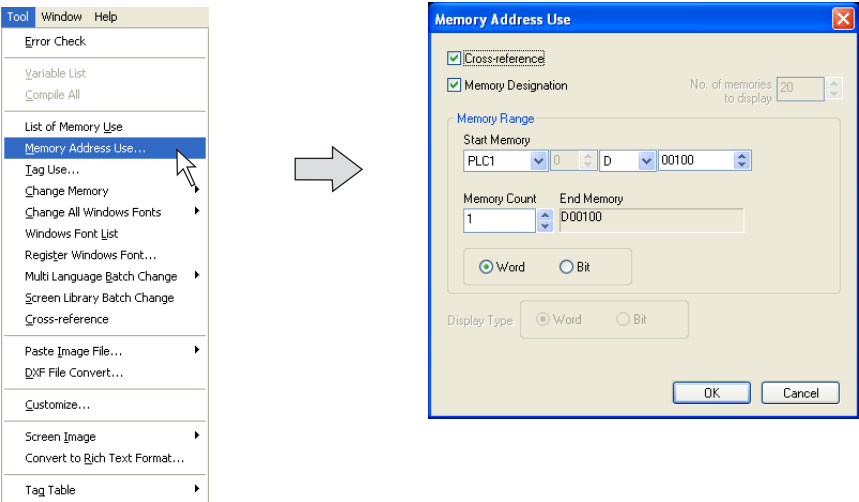 Tool Window Help
Error Check
Variable List
Compile All
List of Memory Use
Memory Address Use...
Tag Use...
Change Memory
Change All Windows Fonts
Windows Font List
Register Windows Font...
Multi Language Batch Change
Screen Library Batch Change
Cross-reference
Paste Image File...
DXF File Convert...
Customize...
Screen Image
Convert to Rich Text Format...
Tag Table
Memory Address Use
Cross-reference
Memory Designation
No. of memories
to display
20
Memory Range
Start Memory
PLC1 0 D 00100
Memory Count End Memory
1 D00100
Word Bit
Display Type Word Bit
OK Cancel